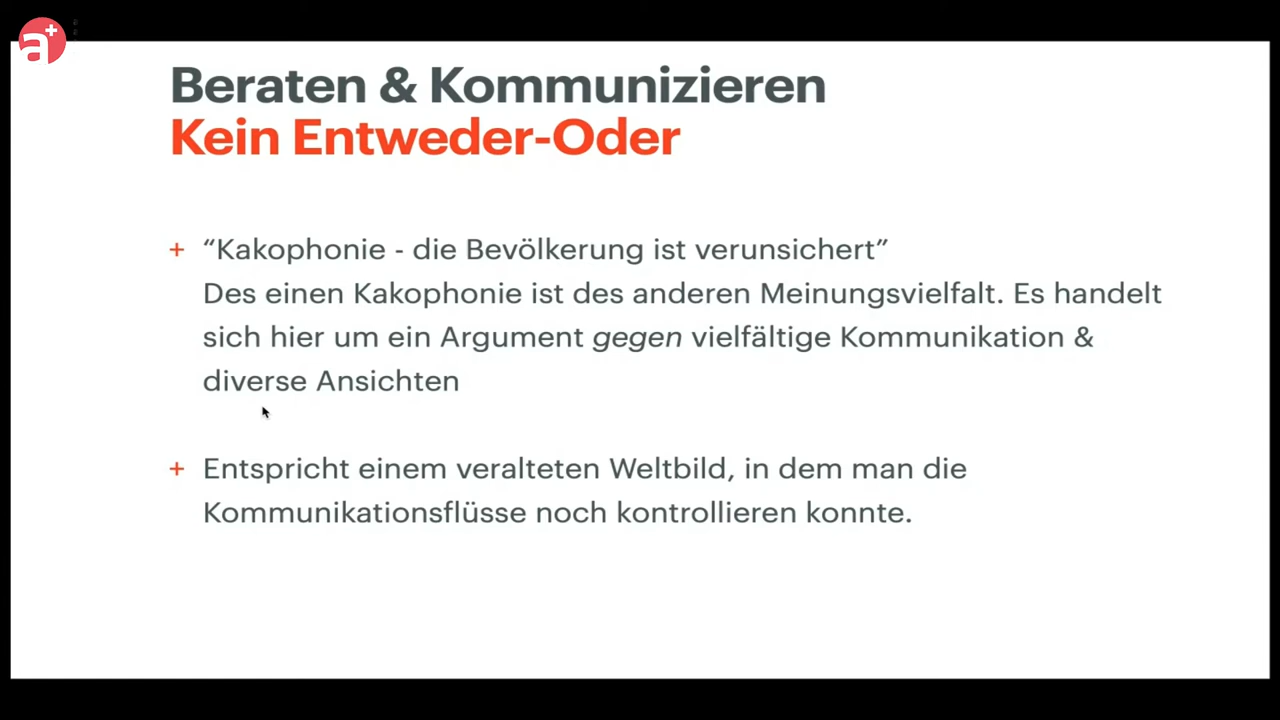 a+
Beraten & Kommunizieren
Kein Entweder-Oder
+ “Kakophonie - die Bevölkerung ist verunsichert”
Des einen Kakophonie ist des anderen Meinungsvielfalt. Es handelt
sich hier um ein Argument gegen vielfältige Kommunikation &
diverse Ansichten
+ Entspricht einem veralteten Weltbild, in dem man die
Kommunikationsflüsse noch kontrollieren konnte.